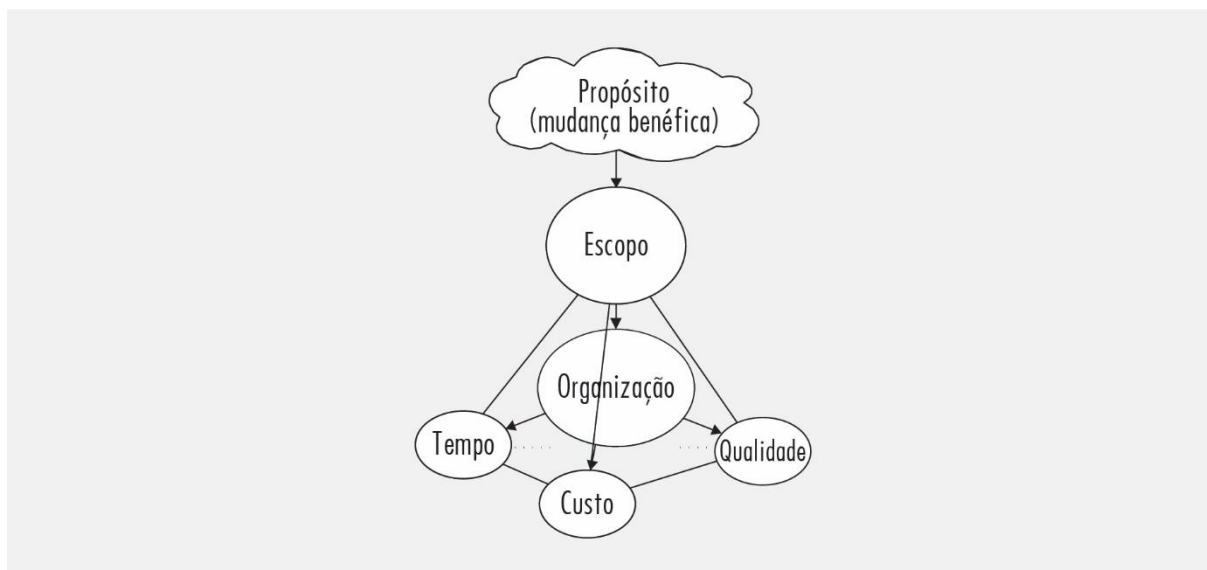 Propósito
(mudança benéfica)
Escopo
Organização
Tempo
Qualidade
Custo